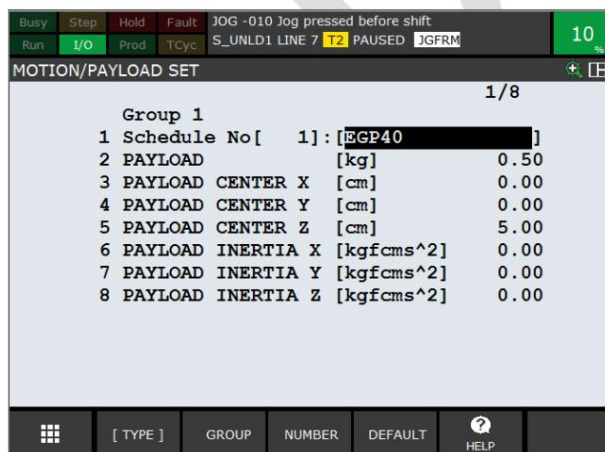 Busy Step Hold Fault JOG -010 Jog pressed before shift
Run I/O Prod TCyc S_UNLD1 LINE 7 T2 PAUSED JGFRM 10 %
MOTION/PAYLOAD SET
1/8
Group 1
1 Schedule No[ 1]:[EGP40 ]
2 PAYLOAD [kg] 0.50
3 PAYLOAD CENTER X [cm] 0.00
4 PAYLOAD CENTER Y [cm] 0.00
5 PAYLOAD CENTER Z [cm] 5.00
6 PAYLOAD INERTIA X [kgfcms^2] 0.00
7 PAYLOAD INERTIA Y [kgfcms^2] 0.00
8 PAYLOAD INERTIA Z [kgfcms^2] 0.00
[ TYPE ] GROUP NUMBER DEFAULT HELP